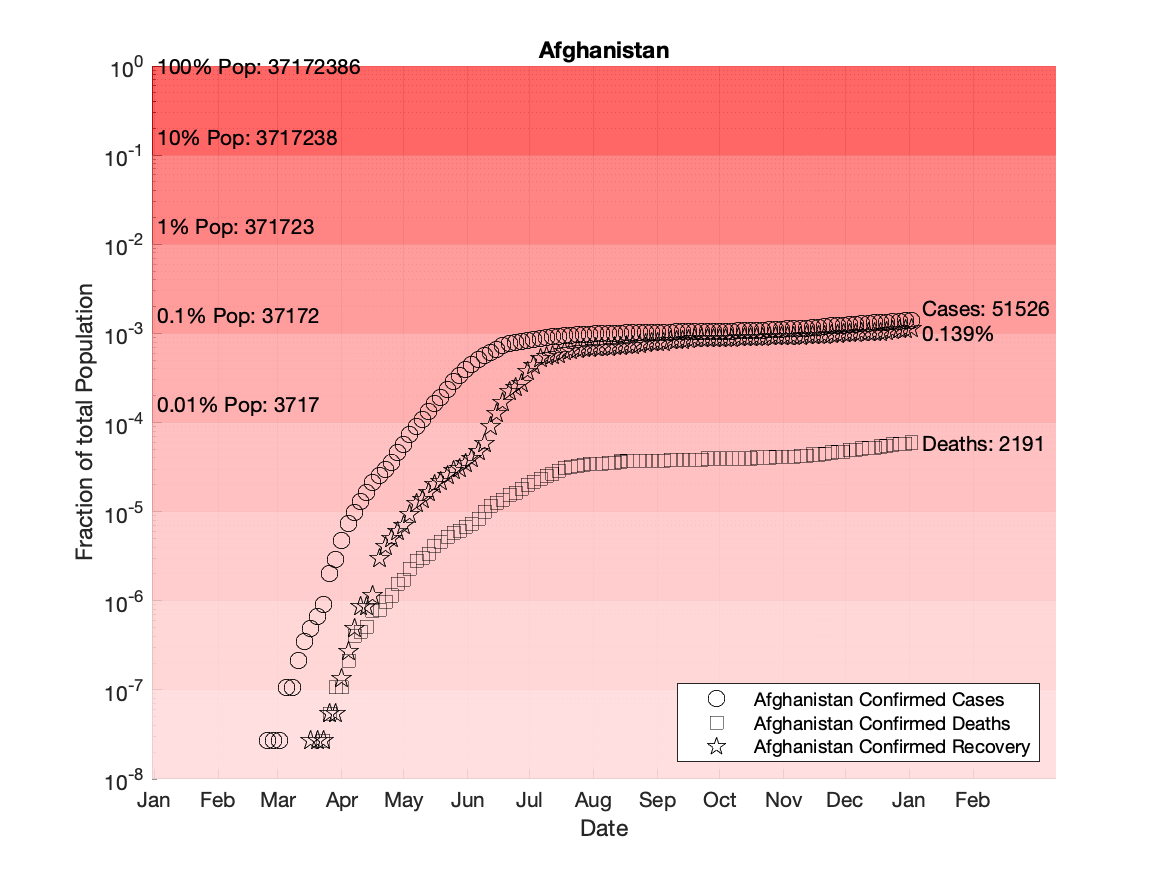 Afghanistan
10^0
100% Pop: 37172386
10% Pop: 3717238
10^-1
1% Pop: 371723
10^-2
0.1% Pop: 37172
Cases: 51526
10^-3
0.139%
0.01% Pop: 3717
10^-4
Deaths: 2191
10^-5
10^-6
10^-7
10^-8
Fraction of total Population
Afghanistan Confirmed Cases
Afghanistan Confirmed Deaths
Afghanistan Confirmed Recovery
Jan Feb Mar Apr May Jun Jul Aug Sep Oct Nov Dec Jan Feb
Date